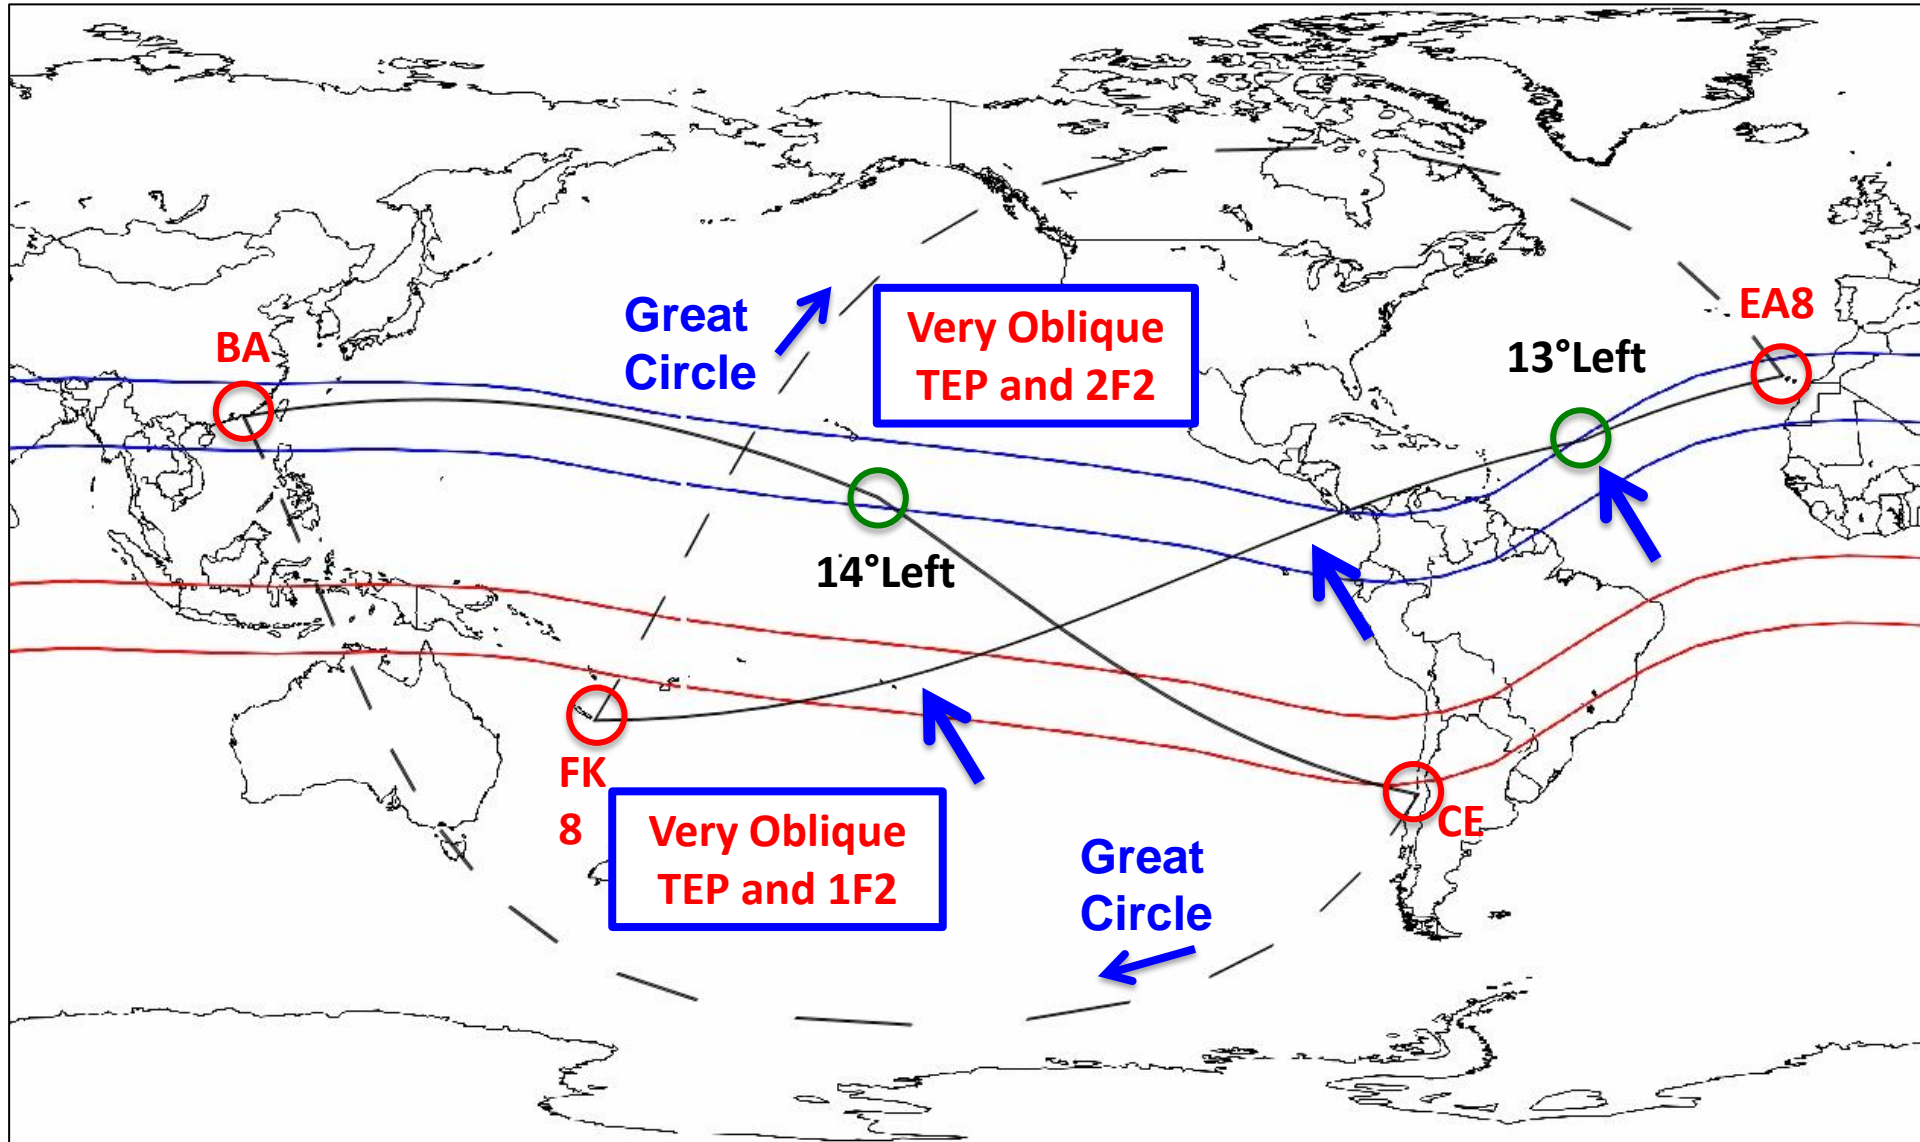 Great
Circle
Very Oblique
TEP and 2F2
EA8
BA
13°Left
14°Left
FK
8
Very Oblique
TEP and 1F2
CE
Great
Circle